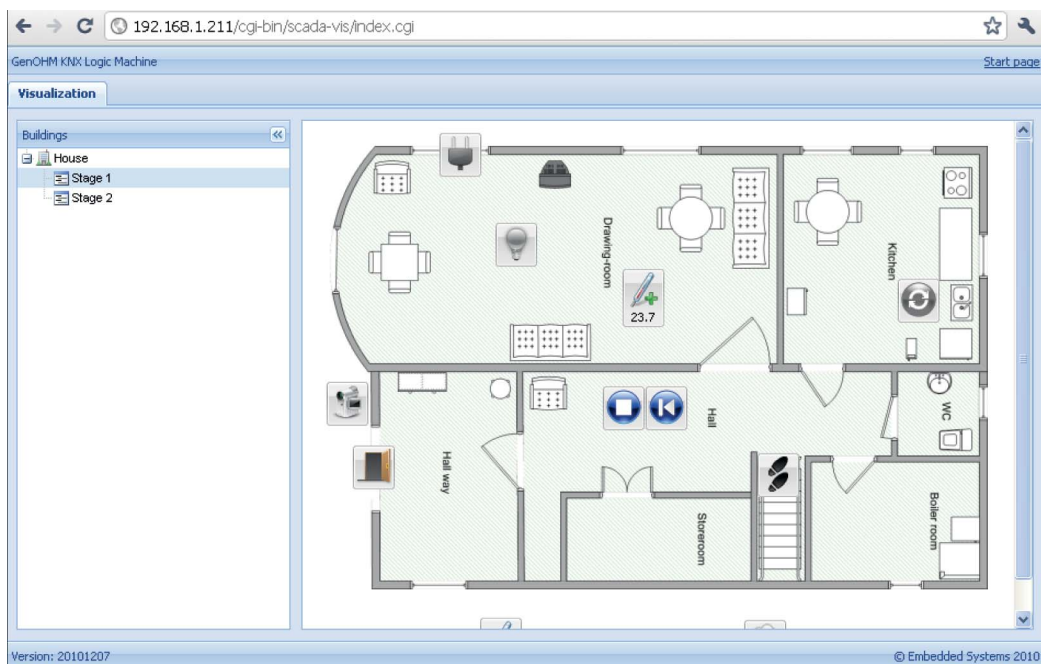 192.168.1.211/cgi-bin/scada-vis/index.cgi
GenOHM KNX Logic Machine
Start page
Visualization
Buildings
House
Stage 1
Stage 2
Drawing-room
Kitchen
23.7
Hall
WC
Hall way
Storeroom
Boiler room
Version: 20101207
© Embedded Systems 2010